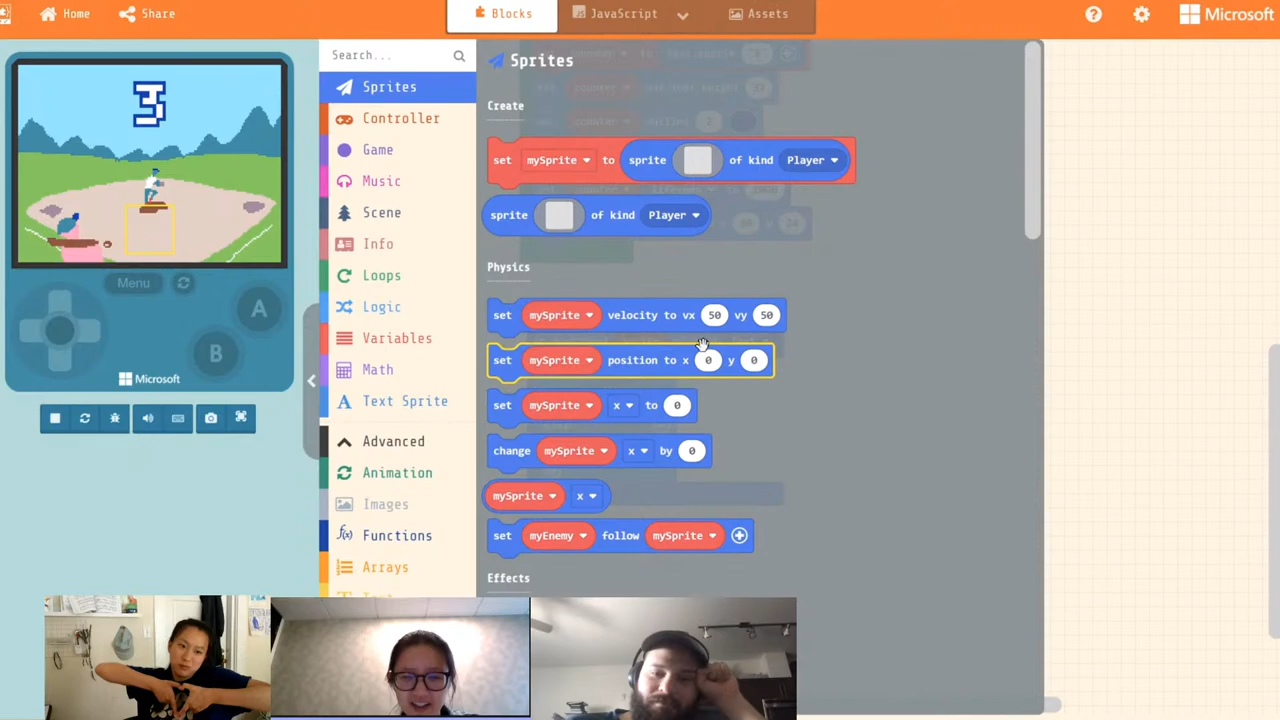 Home
Share
Blocks
JavaScript
Assets
Microsoft
3
Menu
A
B
Microsoft
Search...
Sprites
Controller
Game
Music
Scene
Info
Loops
Logic
Variables
Math
Text Sprite
Advanced
Animation
Images
Functions
Arrays
Sprites
Create
set mySprite to sprite of kind Player
sprite of kind Player
Physics
set mySprite velocity to vx 50 vy 50
set mySprite position to x 0 y 0
set mySprite x to 0
change mySprite x by 0
mySprite x
set myEnemy follow mySprite
Effects